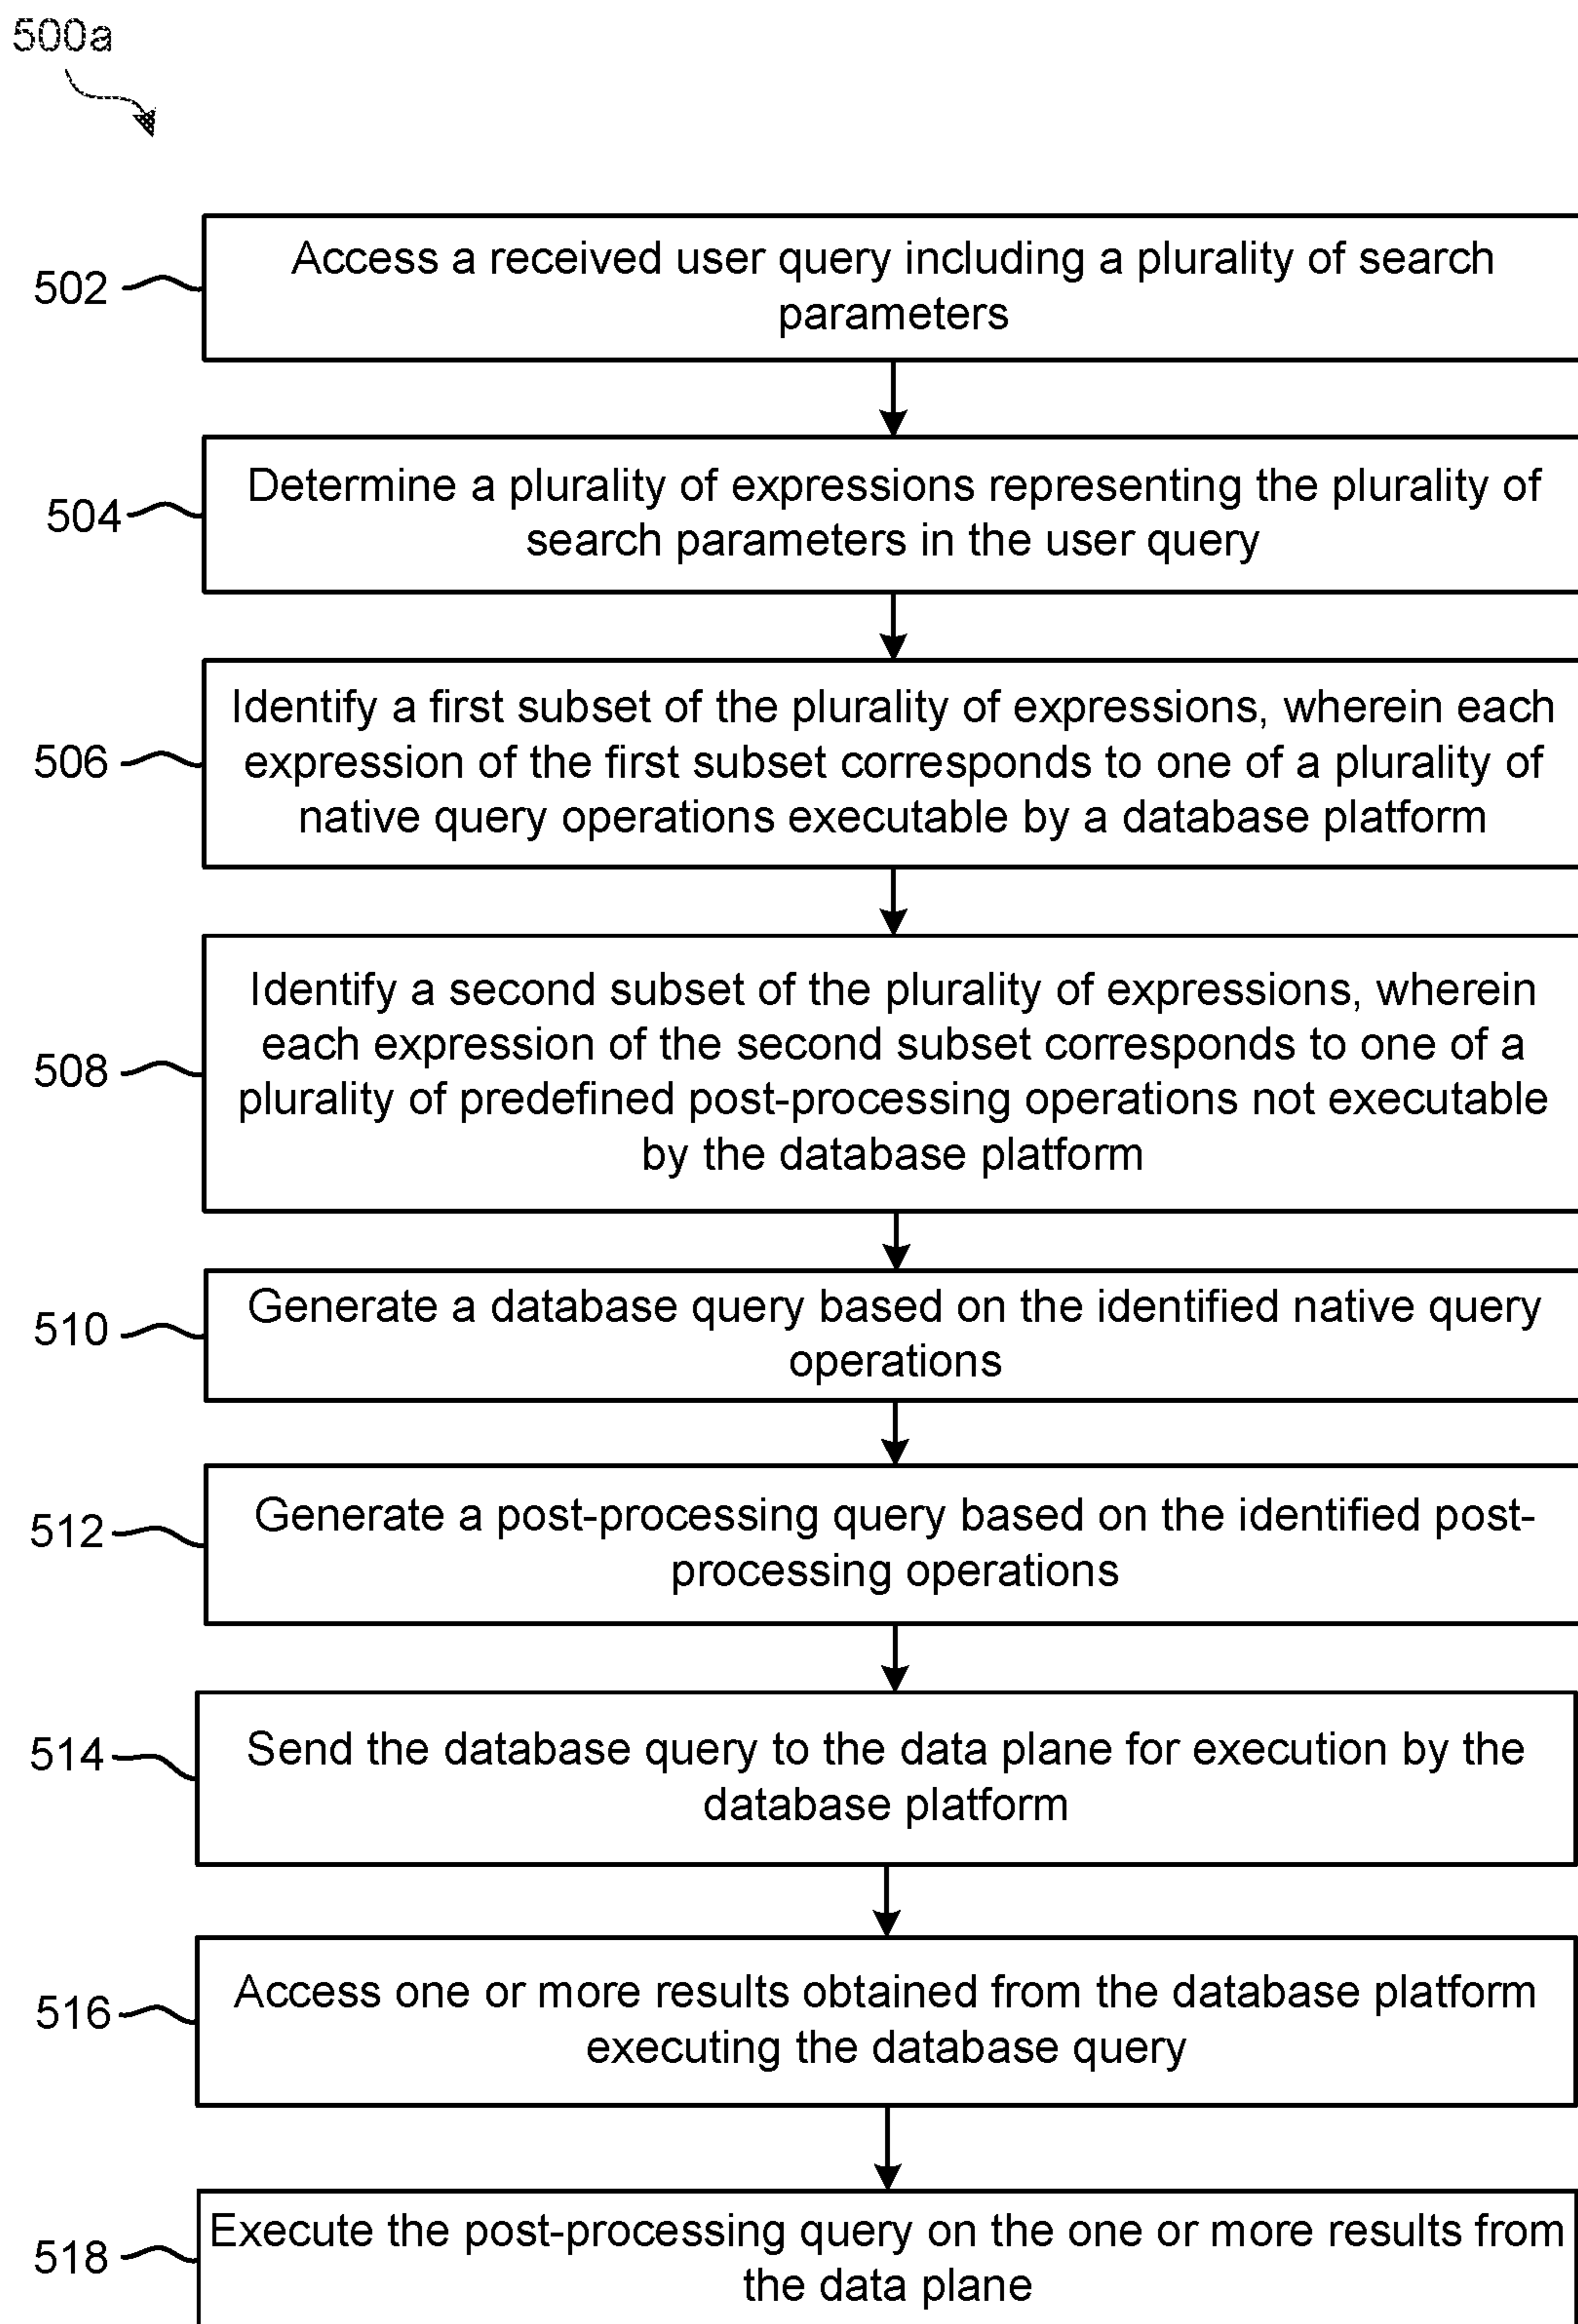 500a
502
Access a received user query including a plurality of search
parameters
504
Determine a plurality of expressions representing the plurality of
search parameters in the user query
506
Identify a first subset of the plurality of expressions, wherein each
expression of the first subset corresponds to one of a plurality of
native query operations executable by a database platform
508
Identify a second subset of the plurality of expressions, wherein
each expression of the second subset corresponds to one of a
plurality of predefined post-processing operations not executable
by the database platform
510
Generate a database query based on the identified native query
operations
512
Generate a post-processing query based on the identified post-
processing operations
514
Send the database query to the data plane for execution by the
database platform
516
Access one or more results obtained from the database platform
executing the database query
518
Execute the post-processing query on the one or more results from
the data plane